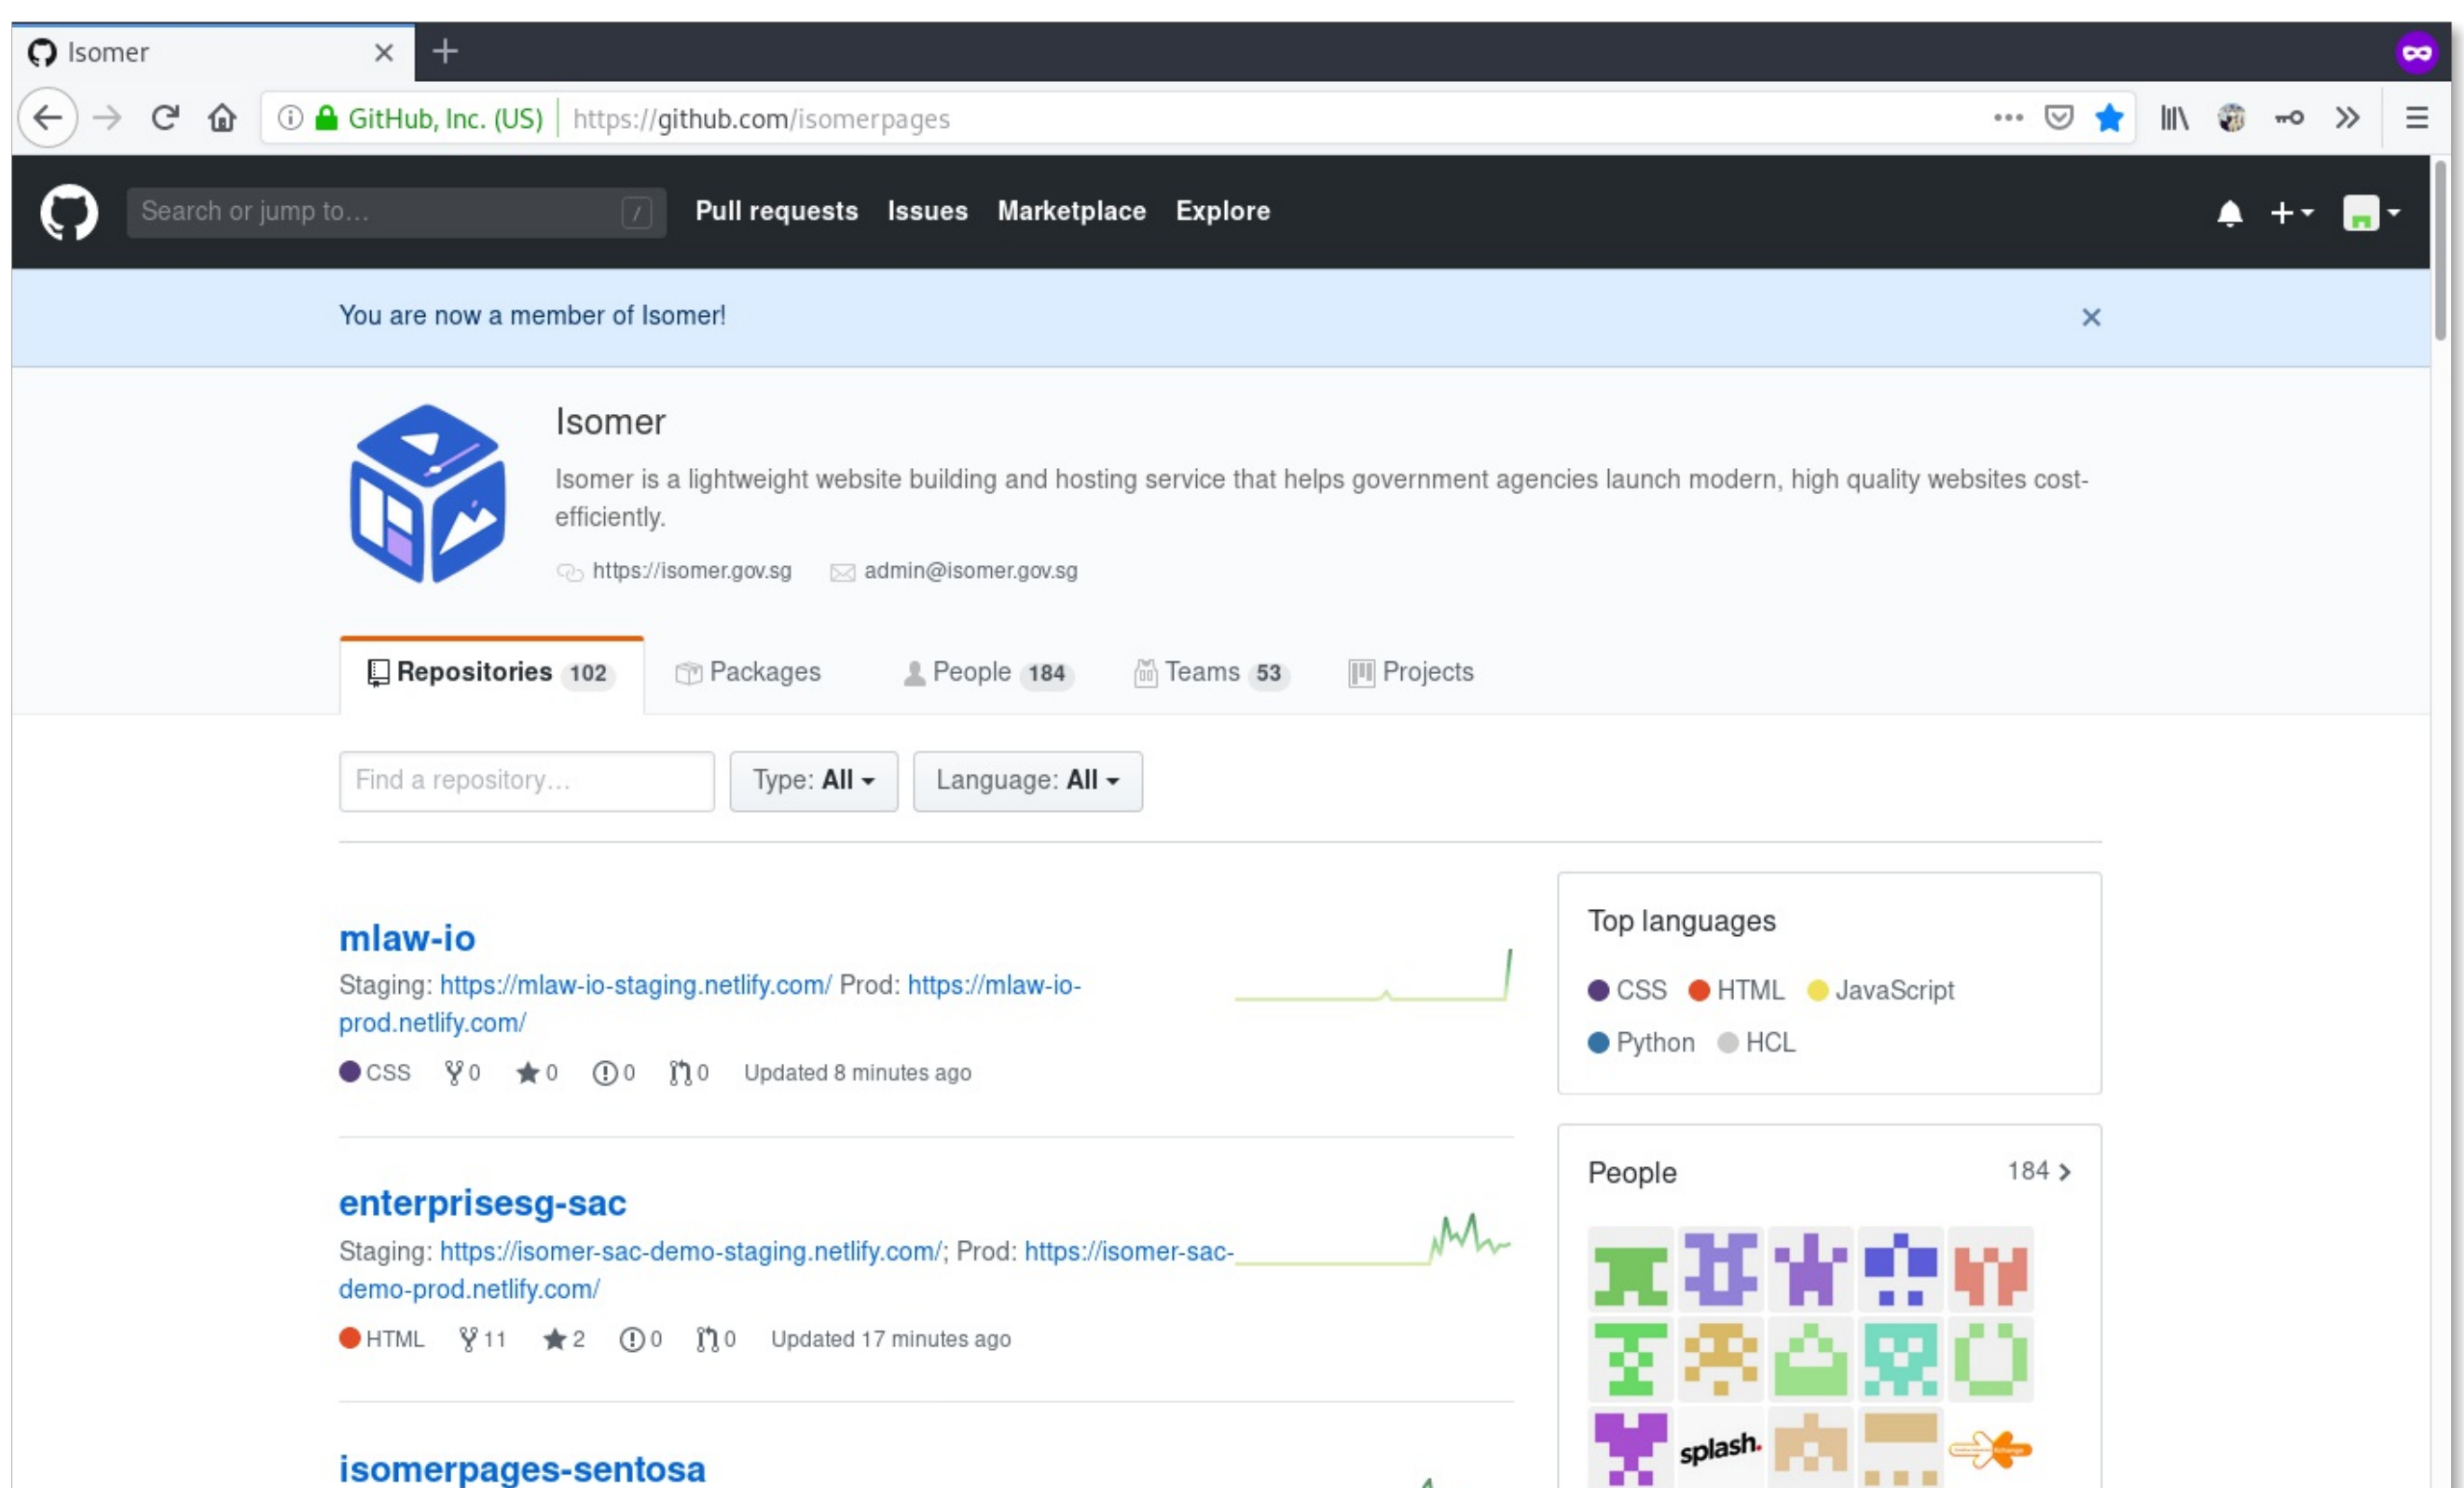 Isomer
GitHub, Inc. (US) https://github.com/isomerpages
Search or jump to… / Pull requests Issues Marketplace Explore
You are now a member of Isomer!
Isomer
Isomer is a lightweight website building and hosting service that helps government agencies launch modern, high quality websites cost-
efficiently.
https://isomer.gov.sg admin@isomer.gov.sg
Repositories 102 Packages People 184 Teams 53 Projects
Find a repository… Type: All Language: All
mlaw-io
Staging: https://mlaw-io-staging.netlify.com/ Prod: https://mlaw-io-
prod.netlify.com/
CSS 0 0 0 0 Updated 8 minutes ago
enterprisesg-sac
Staging: https://isomer-sac-demo-staging.netlify.com/; Prod: https://isomer-sac-
demo-prod.netlify.com/
HTML 11 2 0 0 Updated 17 minutes ago
isomerpages-sentosa
Top languages
CSS HTML JavaScript
Python HCL
People 184
splash.